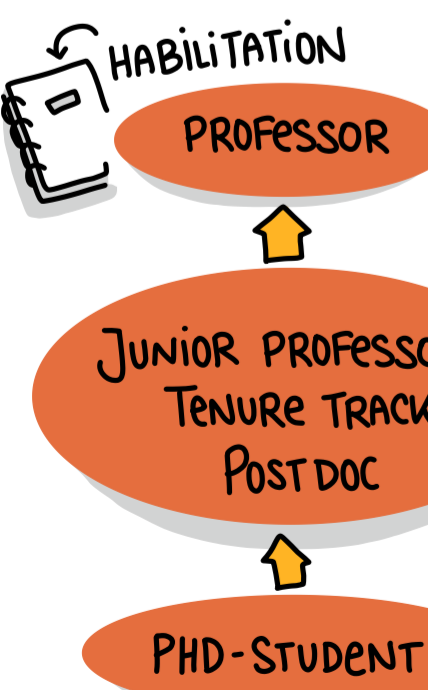 HABILITATION
PROFESSOR
JUNIOR PROFESSO
TENURE TRACK
POSTDOC
PHD-STUDENT